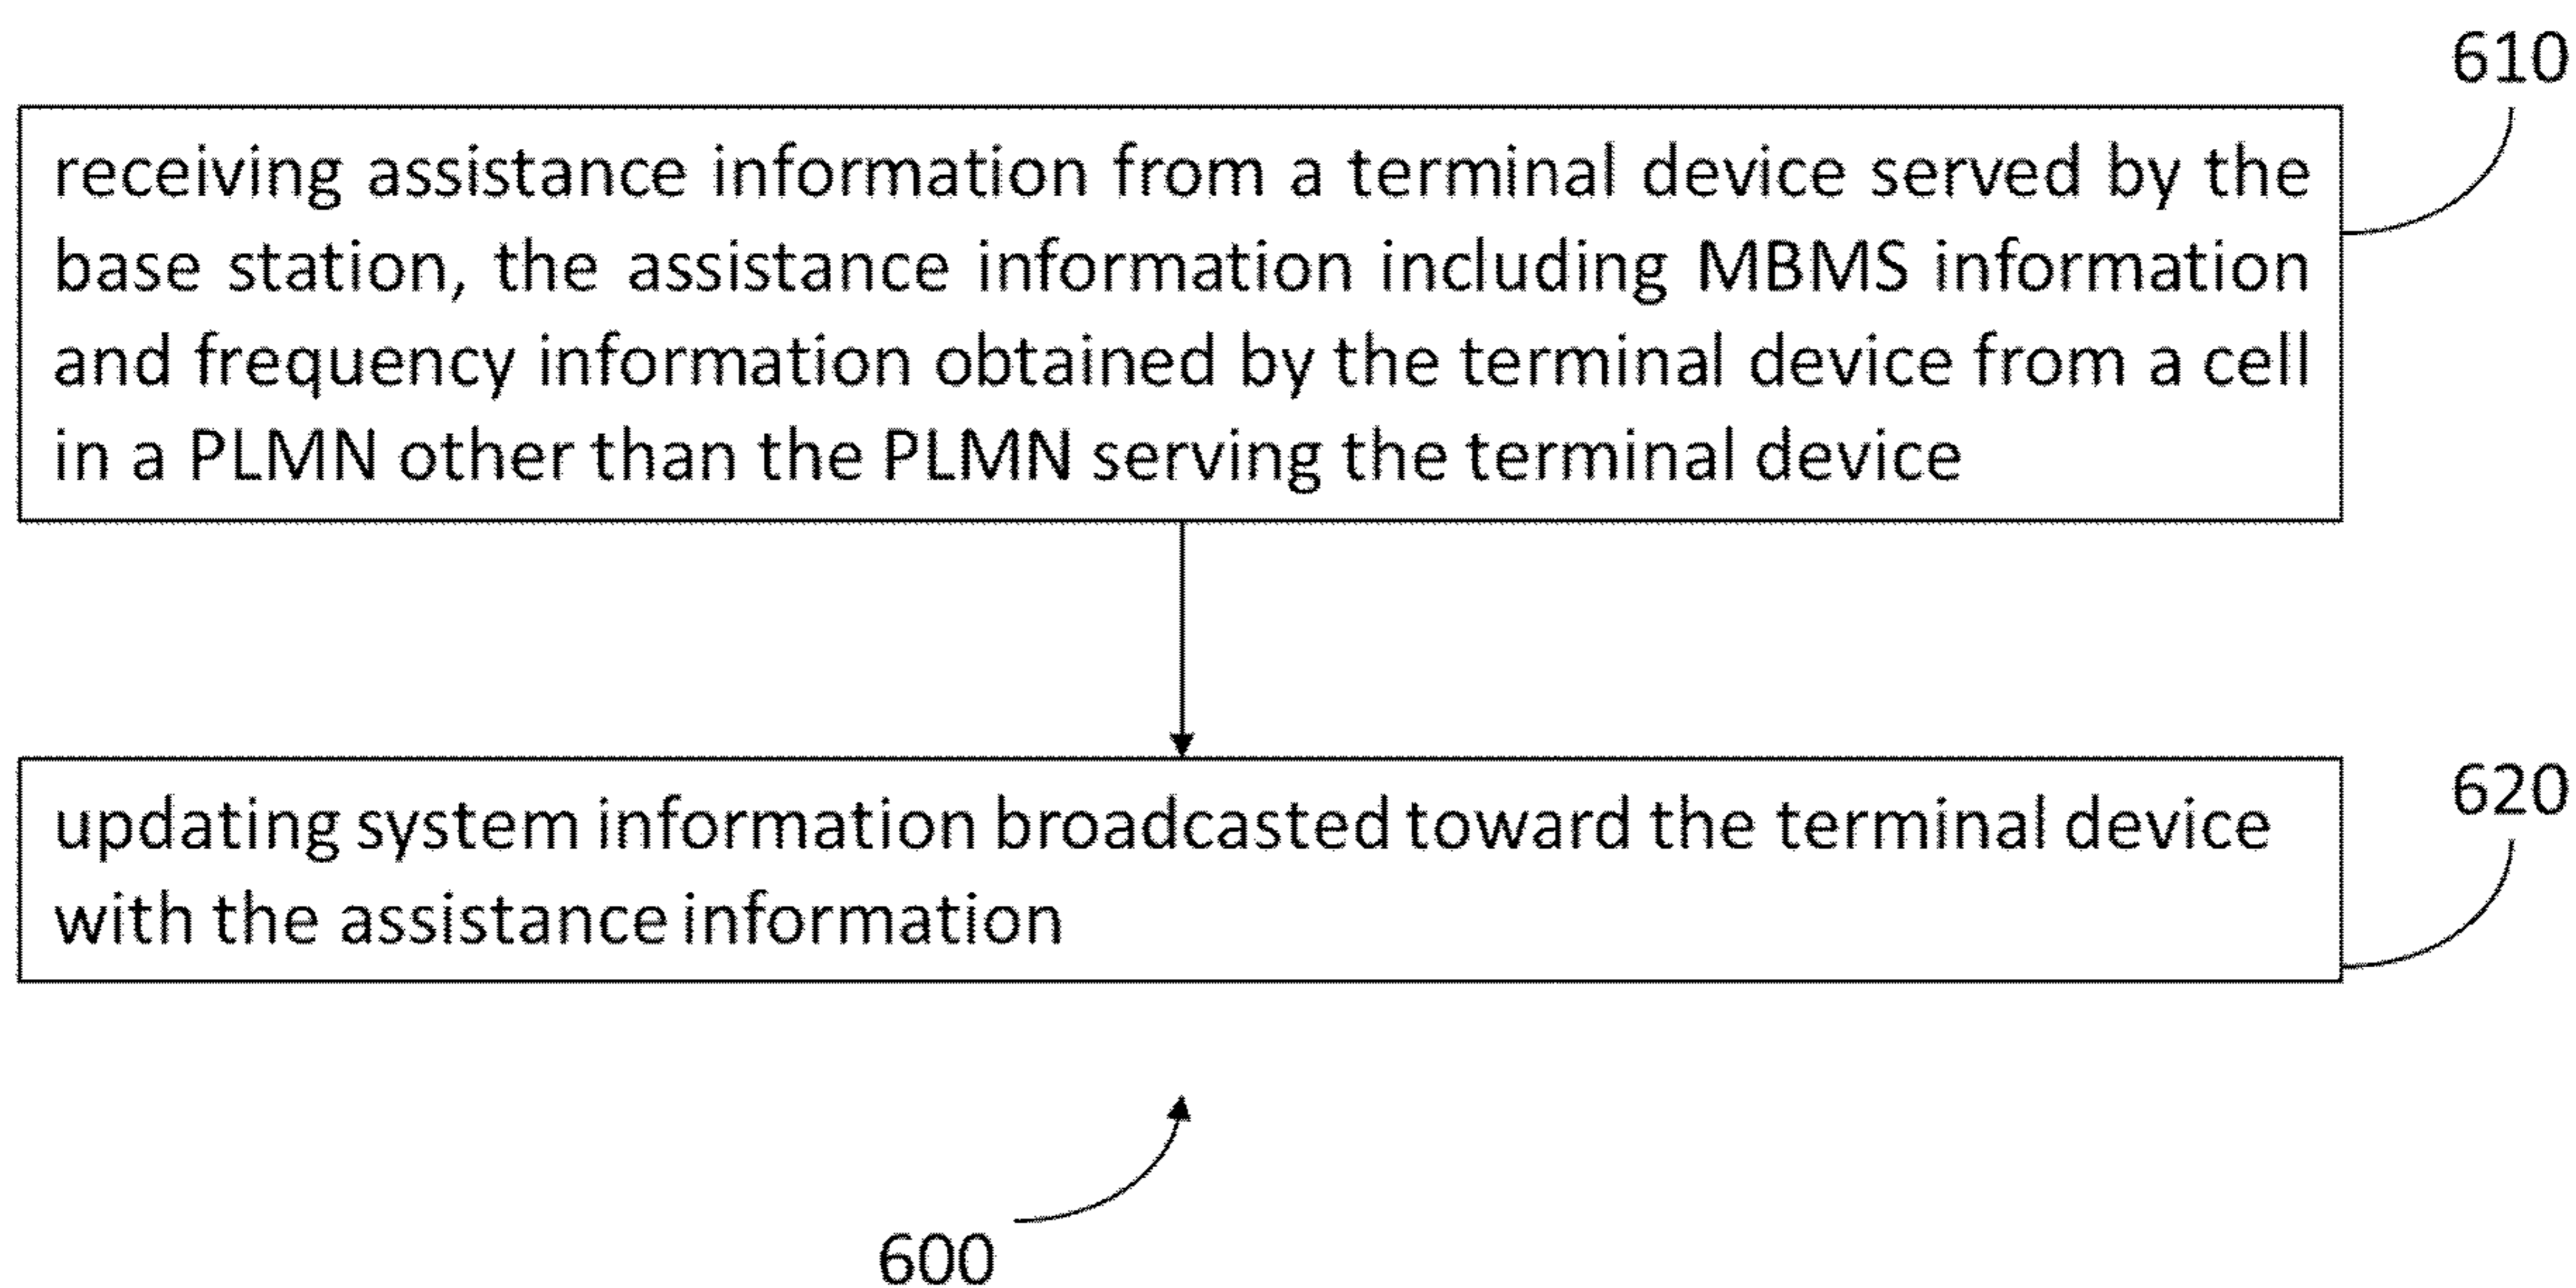 610
receiving assistance information from a terminal device served by the
base station, the assistance information including MBMS information
and frequency information obtained by the terminal device from a cell
in a PLMN other than the PLMN serving the terminal device
620
updating system information broadcasted toward the terminal device
with the assistance information
600